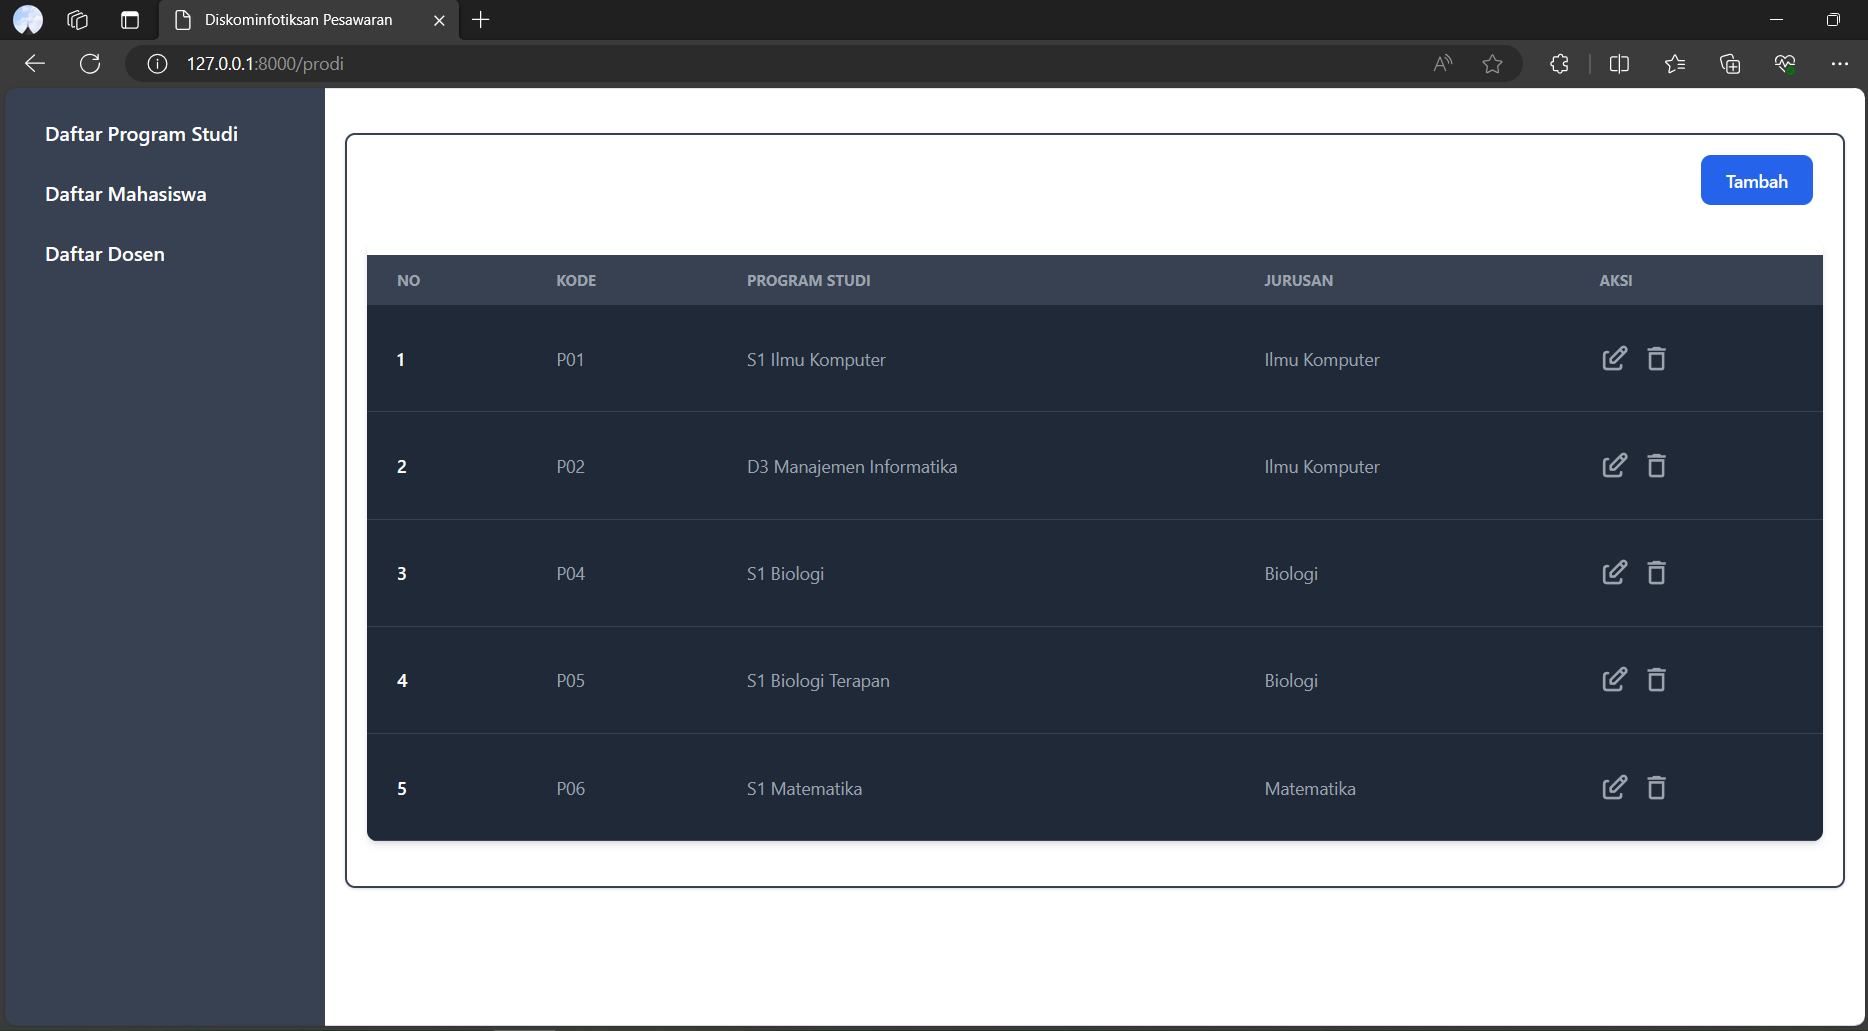 Diskominfotiksan Pesawaran
127.0.0.1:8000/prodi
Daftar Program Studi
Daftar Mahasiswa
Daftar Dosen
Tambah
NO KODE PROGRAM STUDI JURUSAN AKSI
1 P01 S1 Ilmu Komputer Ilmu Komputer
2 P02 D3 Manajemen Informatika Ilmu Komputer
3 P04 S1 Biologi Biologi
4 P05 S1 Biologi Terapan Biologi
5 P06 S1 Matematika Matematika